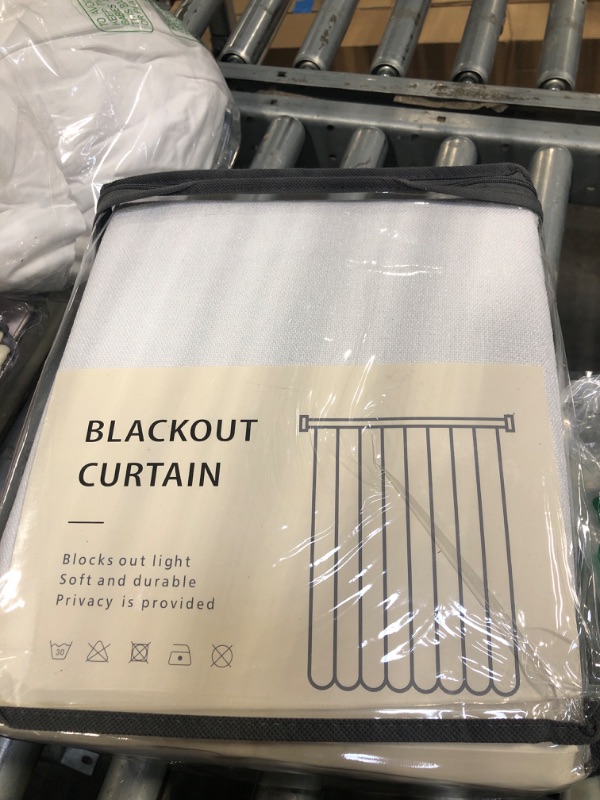 BLACKOUT
CURTAIN
Blocks out light
Soft and durable
Privacy is provided
30